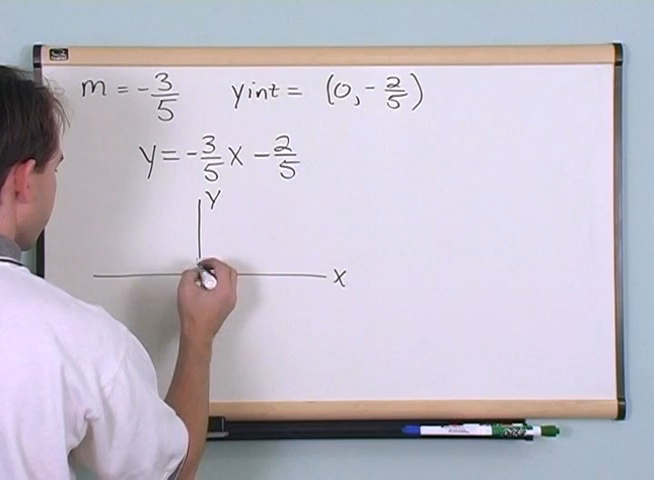 m = -3/5 yint = (0, -2/5)
y = -3/5 x - 2/5
y
x